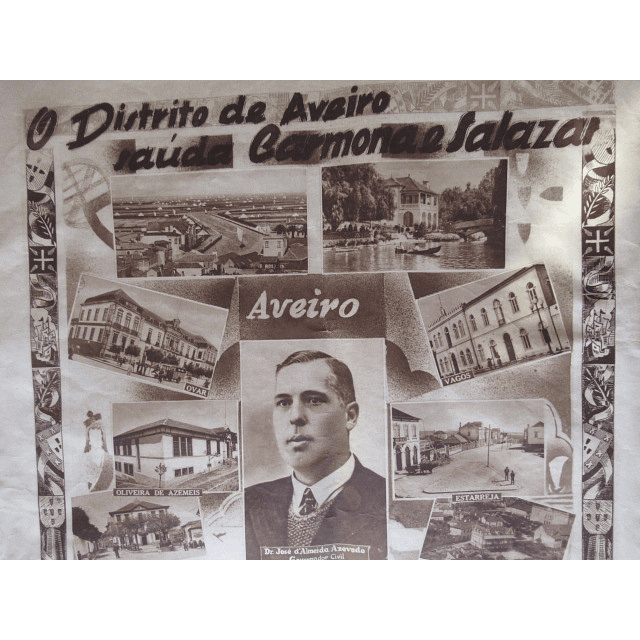 O Distrito de Aveiro
saúda Carmona e Salazar
Aveiro
OVAR
VAGOS
OLIVEIRA DE AZEMEIS
ESTARREJA
Dr. José d'Almeida Azevedo
Governador Civil